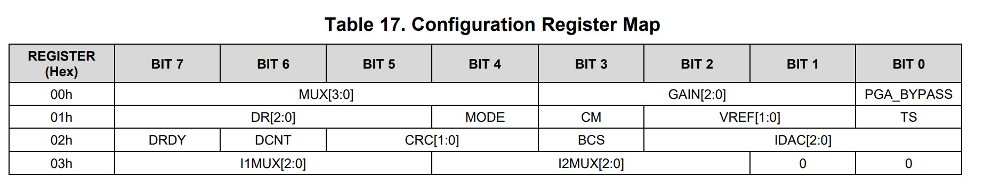 Table 17. Configuration Register Map
REGISTER (Hex) BIT 7 BIT 6 BIT 5 BIT 4 BIT 3 BIT 2 BIT 1 BIT 0
00h MUX[3:0] GAIN[2:0] PGA_BYPASS
01h DR[2:0] MODE CM VREF[1:0] TS
02h DRDY DCNT CRC[1:0] BCS IDAC[2:0]
03h I1MUX[2:0] I2MUX[2:0] 0 0